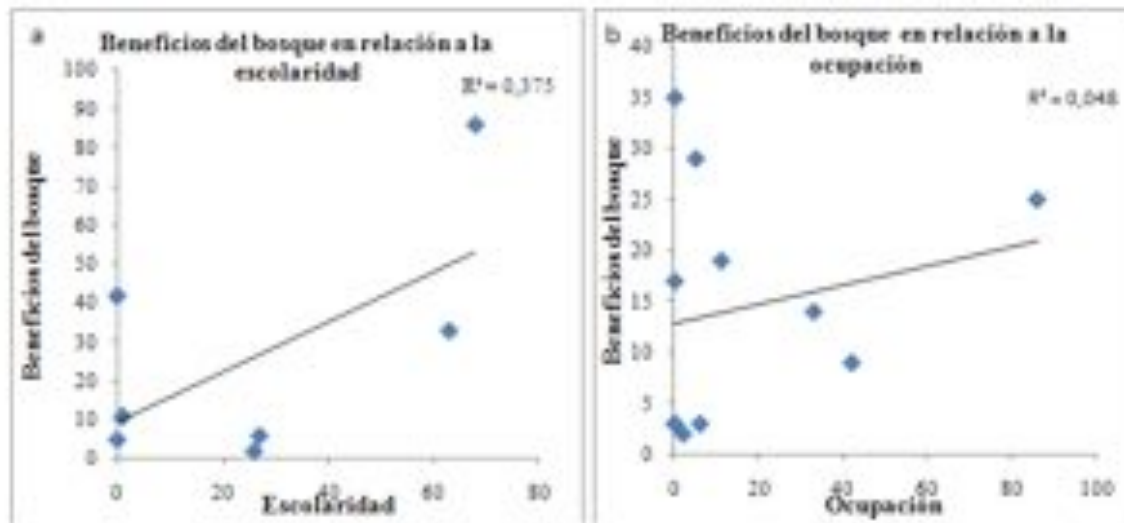 a
Beneficios del bosque en relación a la
escolaridad
R² = 0,375
Beneficios del bosque
100
90
80
70
60
50
40
30
20
10
0
0 20 40 60 80
Escolaridad
b
Beneficios del bosque en relación a la
ocupación
R² = 0,048
Beneficios del bosque
40
35
30
25
20
15
10
5
0
0 20 40 60 80 100
Ocupación